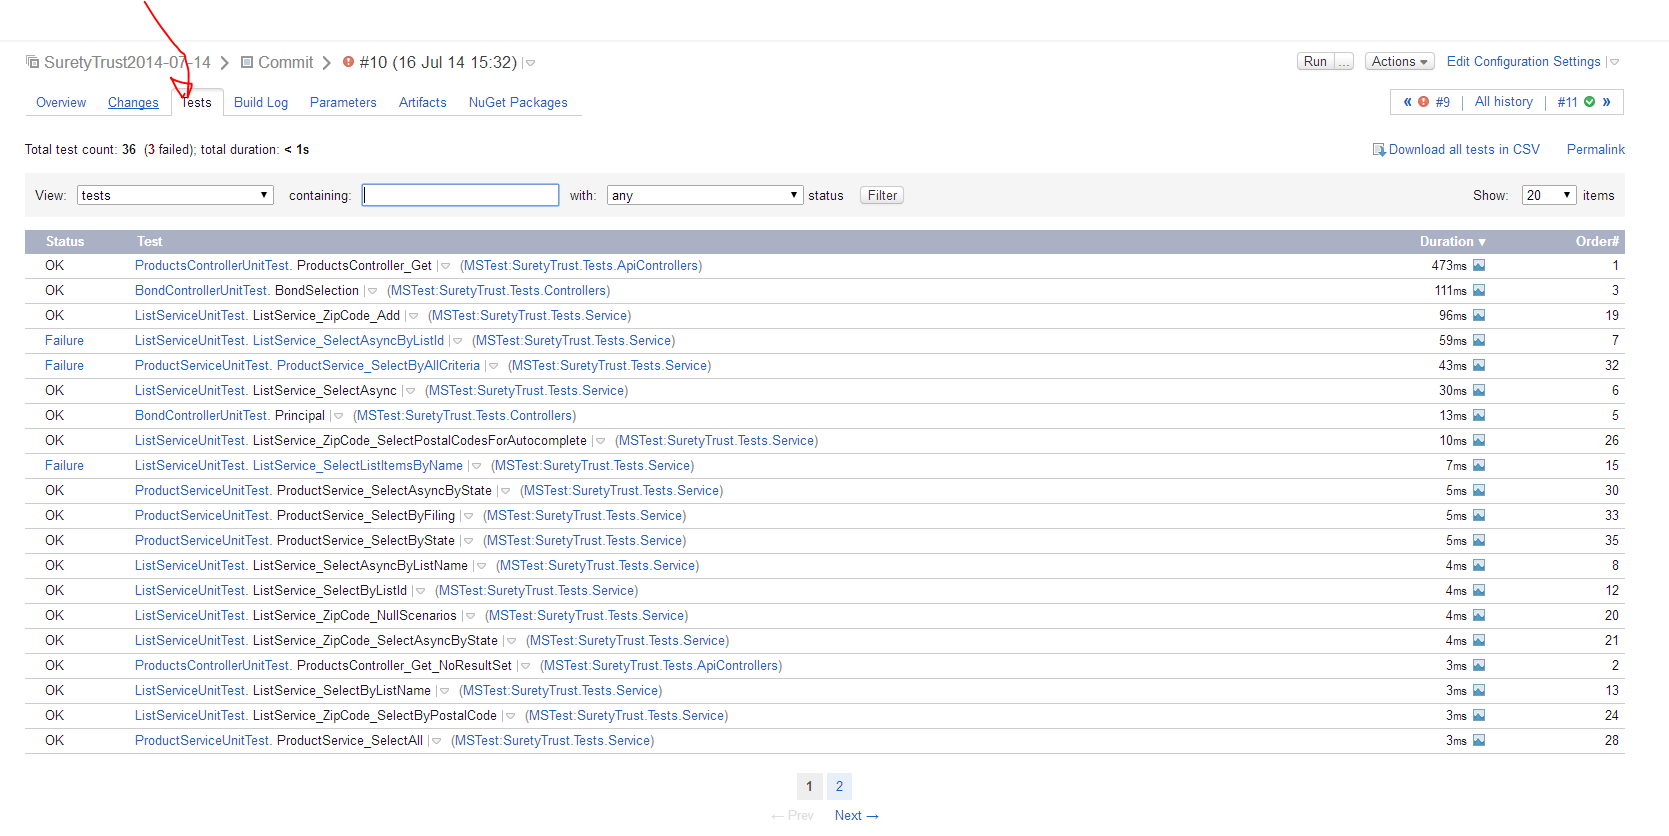 SuretyTrust2014-07-14 Commit #10 (16 Jul 14 15:32) Run ... Actions Edit Configuration Settings
Overview Changes Tests Build Log Parameters Artifacts NuGet Packages « #9 | All history | #11 »
Total test count: 36 (3 failed); total duration: < 1s Download all tests in CSV Permalink
View: tests containing: with: any status Filter Show: 20 items
Status Test Duration ▼ Order#
OK ProductsControllerUnitTest. ProductsController_Get (MSTest:SuretyTrust.Tests.ApiControllers) 473ms 1
OK BondControllerUnitTest. BondSelection (MSTest:SuretyTrust.Tests.Controllers) 111ms 3
OK ListServiceUnitTest. ListService_ZipCode_Add (MSTest:SuretyTrust.Tests.Service) 96ms 19
Failure ListServiceUnitTest. ListService_SelectAsyncByListId (MSTest:SuretyTrust.Tests.Service) 59ms 7
Failure ProductServiceUnitTest. ProductService_SelectByAllCriteria (MSTest:SuretyTrust.Tests.Service) 43ms 32
OK ListServiceUnitTest. ListService_SelectAsync (MSTest:SuretyTrust.Tests.Service) 30ms 6
OK BondControllerUnitTest. Principal (MSTest:SuretyTrust.Tests.Controllers) 13ms 5
OK ListServiceUnitTest. ListService_ZipCode_SelectPostalCodesForAutocomplete (MSTest:SuretyTrust.Tests.Service) 10ms 26
Failure ListServiceUnitTest. ListService_SelectListItemsByName (MSTest:SuretyTrust.Tests.Service) 7ms 15
OK ProductServiceUnitTest. ProductService_SelectAsyncByState (MSTest:SuretyTrust.Tests.Service) 5ms 30
OK ProductServiceUnitTest. ProductService_SelectByFiling (MSTest:SuretyTrust.Tests.Service) 5ms 33
OK ProductServiceUnitTest. ProductService_SelectByState (MSTest:SuretyTrust.Tests.Service) 5ms 35
OK ListServiceUnitTest. ListService_SelectAsyncByListName (MSTest:SuretyTrust.Tests.Service) 4ms 8
OK ListServiceUnitTest. ListService_SelectByListId (MSTest:SuretyTrust.Tests.Service) 4ms 12
OK ListServiceUnitTest. ListService_ZipCode_NullScenarios (MSTest:SuretyTrust.Tests.Service) 4ms 20
OK ListServiceUnitTest. ListService_ZipCode_SelectAsyncByState (MSTest:SuretyTrust.Tests.Service) 4ms 21
OK ProductsControllerUnitTest. ProductsController_Get_NoResultSet (MSTest:SuretyTrust.Tests.ApiControllers) 3ms 2
OK ListServiceUnitTest. ListService_SelectByListName (MSTest:SuretyTrust.Tests.Service) 3ms 13
OK ListServiceUnitTest. ListService_ZipCode_SelectByPostalCode (MSTest:SuretyTrust.Tests.Service) 3ms 24
OK ProductServiceUnitTest. ProductService_SelectAll (MSTest:SuretyTrust.Tests.Service) 3ms 28
1 2
← Prev Next →